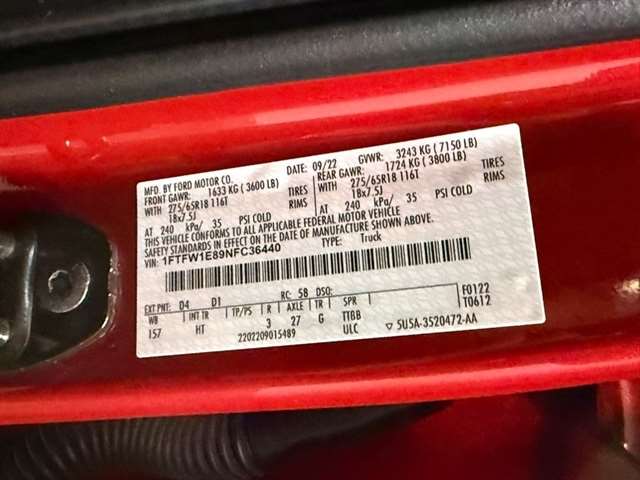 MFD. BY FORD MOTOR CO. DATE: 09/22 GVWR: 3243 KG (7150 LB)
FRONT GAWR: 1633 KG (3600 LB) REAR GAWR: 1724 KG (3800 LB)
WITH 275/65R18 116T TIRES WITH 275/65R18 116T TIRES
18x7.5J RIMS 18x7.5J RIMS
AT 240 kPa/ 35 PSI COLD AT 240 kPa/ 35 PSI COLD
THIS VEHICLE CONFORMS TO ALL APPLICABLE FEDERAL MOTOR VEHICLE
SAFETY STANDARDS IN EFFECT ON THE DATE OF MANUFACTURE SHOWN ABOVE.
VIN: 1FTFW1E89NFC36440 TYPE: Truck
EXT PNT: D4 D1 RC: 58 DSO: F0122
WB INT TR TP/PS R AXLE TR SPR T0612
157 HT 3 27 G TTBB
2202209015489 ULC ▽ 5U5A-3520472-AA